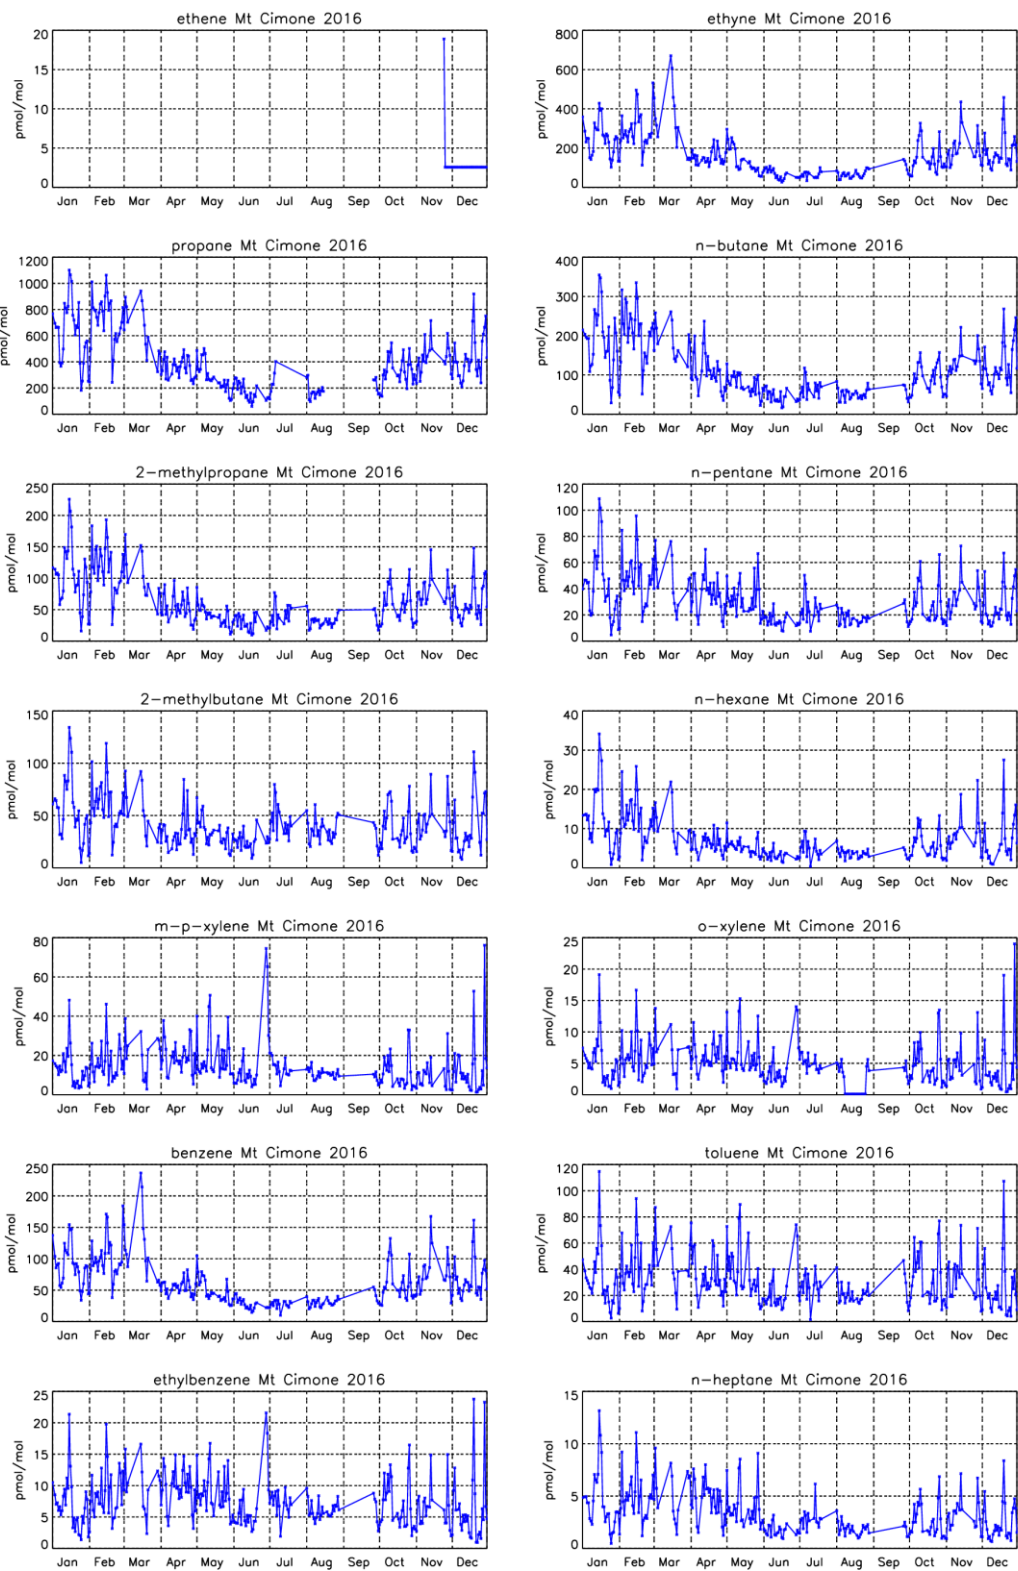 ethene Mt Cimone 2016
20
15
10
5
0
pmol/mol
Jan Feb Mar Apr May Jun Jul Aug Sep Oct Nov Dec
ethyne Mt Cimone 2016
800
600
400
200
0
pmol/mol
Jan Feb Mar Apr May Jun Jul Aug Sep Oct Nov Dec
propane Mt Cimone 2016
1200
1000
800
600
400
200
0
pmol/mol
Jan Feb Mar Apr May Jun Jul Aug Sep Oct Nov Dec
n-butane Mt Cimone 2016
400
300
200
100
0
pmol/mol
Jan Feb Mar Apr May Jun Jul Aug Sep Oct Nov Dec
2-methylpropane Mt Cimone 2016
250
200
150
100
50
0
pmol/mol
Jan Feb Mar Apr May Jun Jul Aug Sep Oct Nov Dec
n-pentane Mt Cimone 2016
120
100
80
60
40
20
0
pmol/mol
Jan Feb Mar Apr May Jun Jul Aug Sep Oct Nov Dec
2-methylbutane Mt Cimone 2016
150
100
50
0
pmol/mol
Jan Feb Mar Apr May Jun Jul Aug Sep Oct Nov Dec
n-hexane Mt Cimone 2016
40
30
20
10
0
pmol/mol
Jan Feb Mar Apr May Jun Jul Aug Sep Oct Nov Dec
m-p-xylene Mt Cimone 2016
80
60
40
20
0
pmol/mol
Jan Feb Mar Apr May Jun Jul Aug Sep Oct Nov Dec
o-xylene Mt Cimone 2016
25
20
15
10
5
0
pmol/mol
Jan Feb Mar Apr May Jun Jul Aug Sep Oct Nov Dec
benzene Mt Cimone 2016
250
200
150
100
50
0
pmol/mol
Jan Feb Mar Apr May Jun Jul Aug Sep Oct Nov Dec
toluene Mt Cimone 2016
120
100
80
60
40
20
0
pmol/mol
Jan Feb Mar Apr May Jun Jul Aug Sep Oct Nov Dec
ethylbenzene Mt Cimone 2016
25
20
15
10
5
0
pmol/mol
Jan Feb Mar Apr May Jun Jul Aug Sep Oct Nov Dec
n-heptane Mt Cimone 2016
15
10
5
0
pmol/mol
Jan Feb Mar Apr May Jun Jul Aug Sep Oct Nov Dec